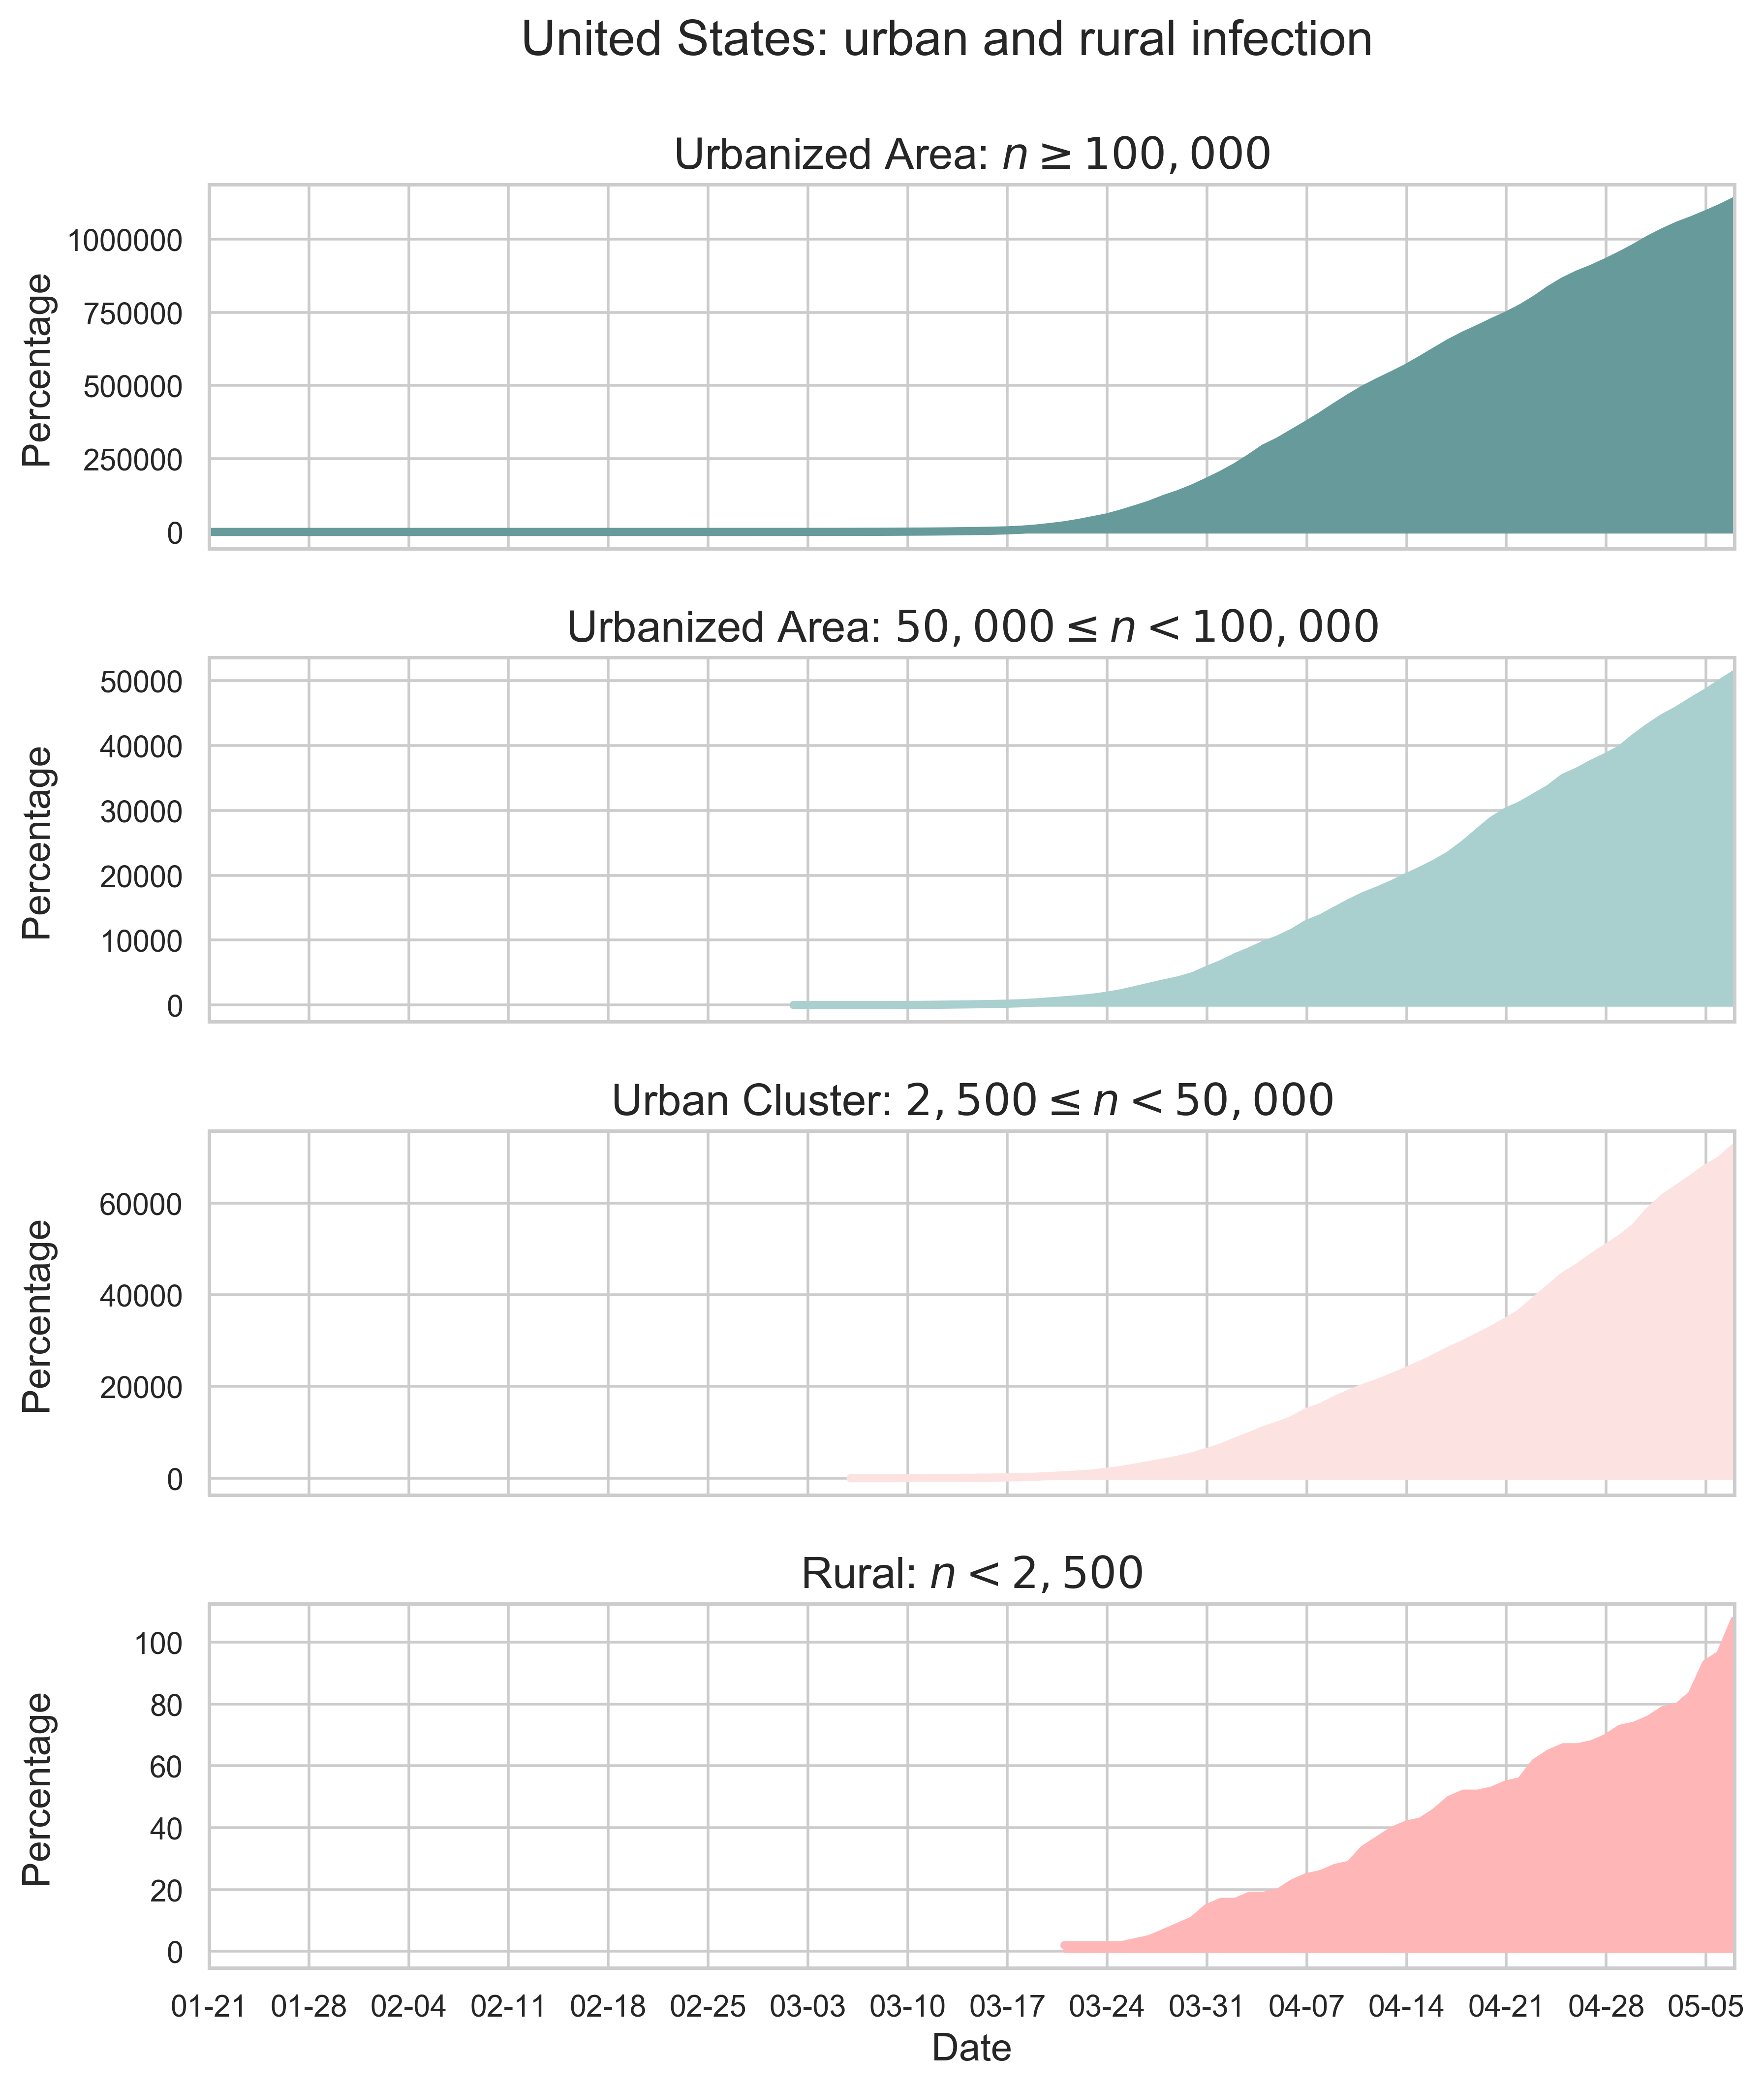 United States: urban and rural infection
Urbanized Area: n ≥ 100,000
Percentage
1000000
750000
500000
250000
0
Urbanized Area: 50,000 ≤ n < 100,000
Percentage
50000
40000
30000
20000
10000
0
Urban Cluster: 2,500 ≤ n < 50,000
Percentage
60000
40000
20000
0
Rural: n < 2,500
Percentage
100
80
60
40
20
0
01-21 01-28 02-04 02-11 02-18 02-25 03-03 03-10 03-17 03-24 03-31 04-07 04-14 04-21 04-28 05-05
Date